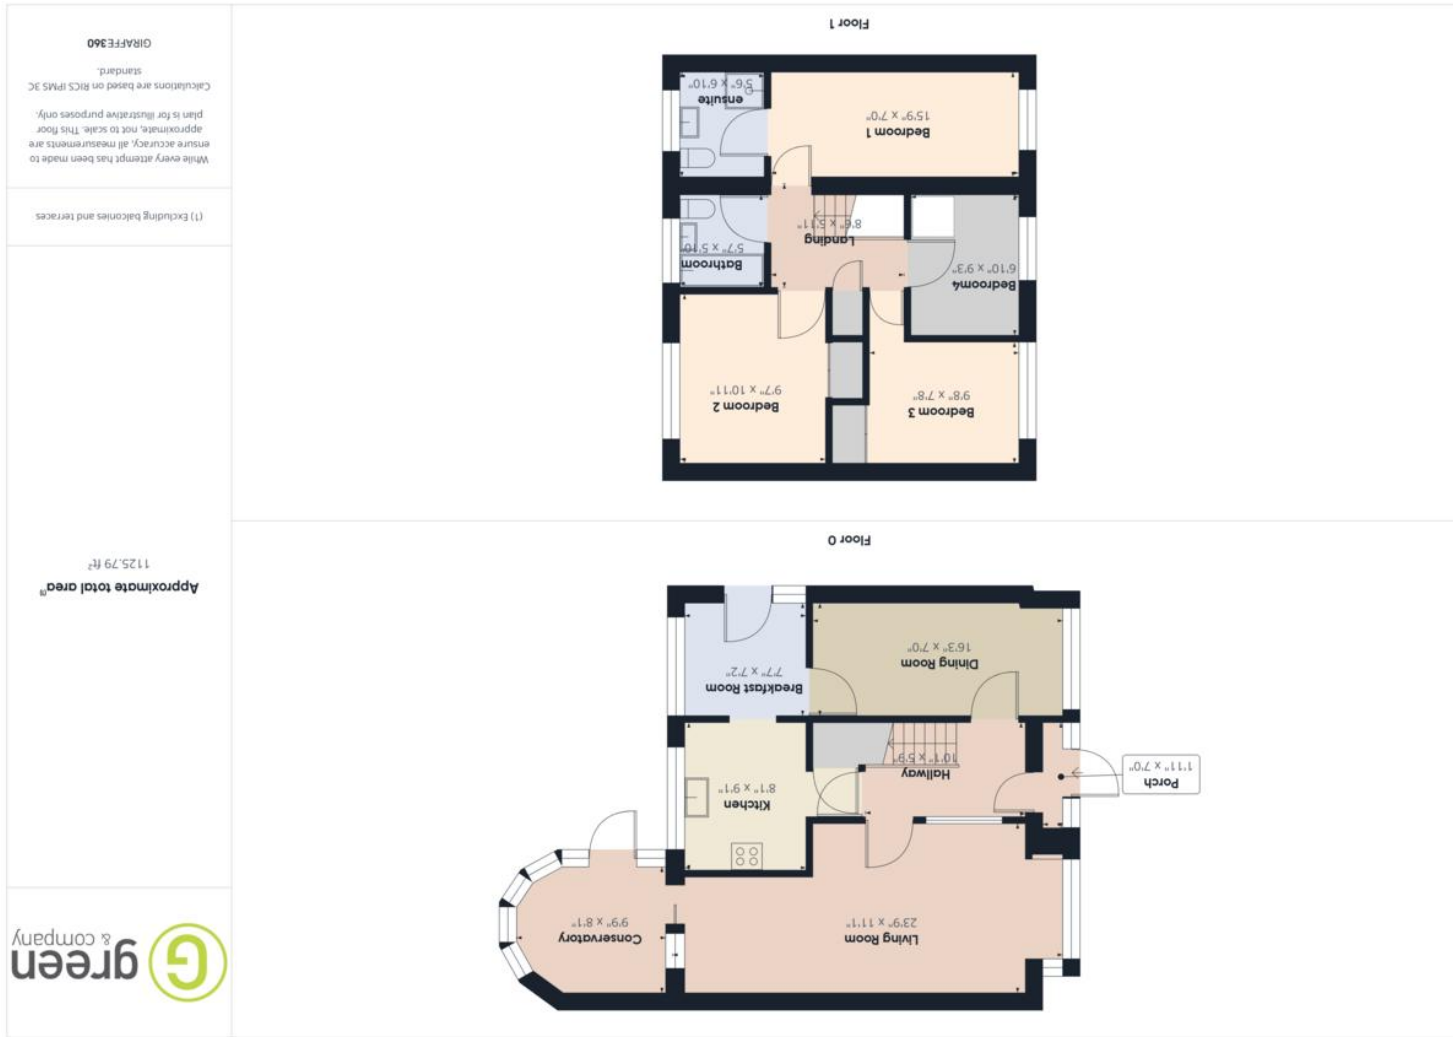 green
& company
Approximate total area(1)
1125.79 ft²
(1) Excluding balconies and terraces
While every attempt has been made to
ensure accuracy, all measurements are
approximate, not to scale. This floor
plan is for illustrative purposes only.
Calculations are based on RICS IPMS 3C
standard.
GIRAFFE360
Living Room
23'9" x 11'1"
Conservatory
9'9" x 8'1"
Kitchen
8'1" x 9'1"
Hallway
10'1" x 5'9"
Porch
1'11" x 7'0"
Breakfast Room
7'7" x 7'2"
Dining Room
16'3" x 7'0"
Floor 0
Bedroom 3
9'8" x 7'8"
Bedroom 2
9'7" x 10'11"
Bedroom4
6'10" x 9'3"
Landing
8'6" x 5'11"
Bathroom
5'7" x 5'10"
Bedroom 1
15'9" x 7'0"
ensuite
5'6" x 6'10"
Floor 1